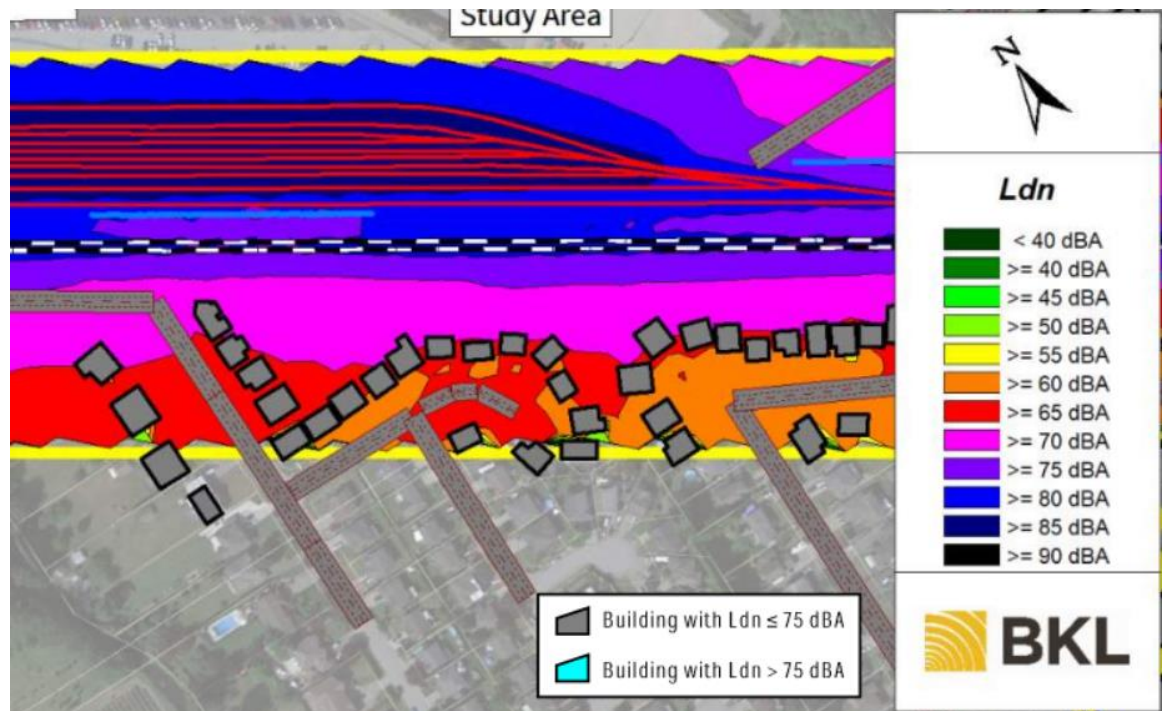 Study Area
N
Ldn
< 40 dBA
>= 40 dBA
>= 45 dBA
>= 50 dBA
>= 55 dBA
>= 60 dBA
>= 65 dBA
>= 70 dBA
>= 75 dBA
>= 80 dBA
>= 85 dBA
>= 90 dBA
Building with Ldn ≤ 75 dBA
Building with Ldn > 75 dBA
BKL